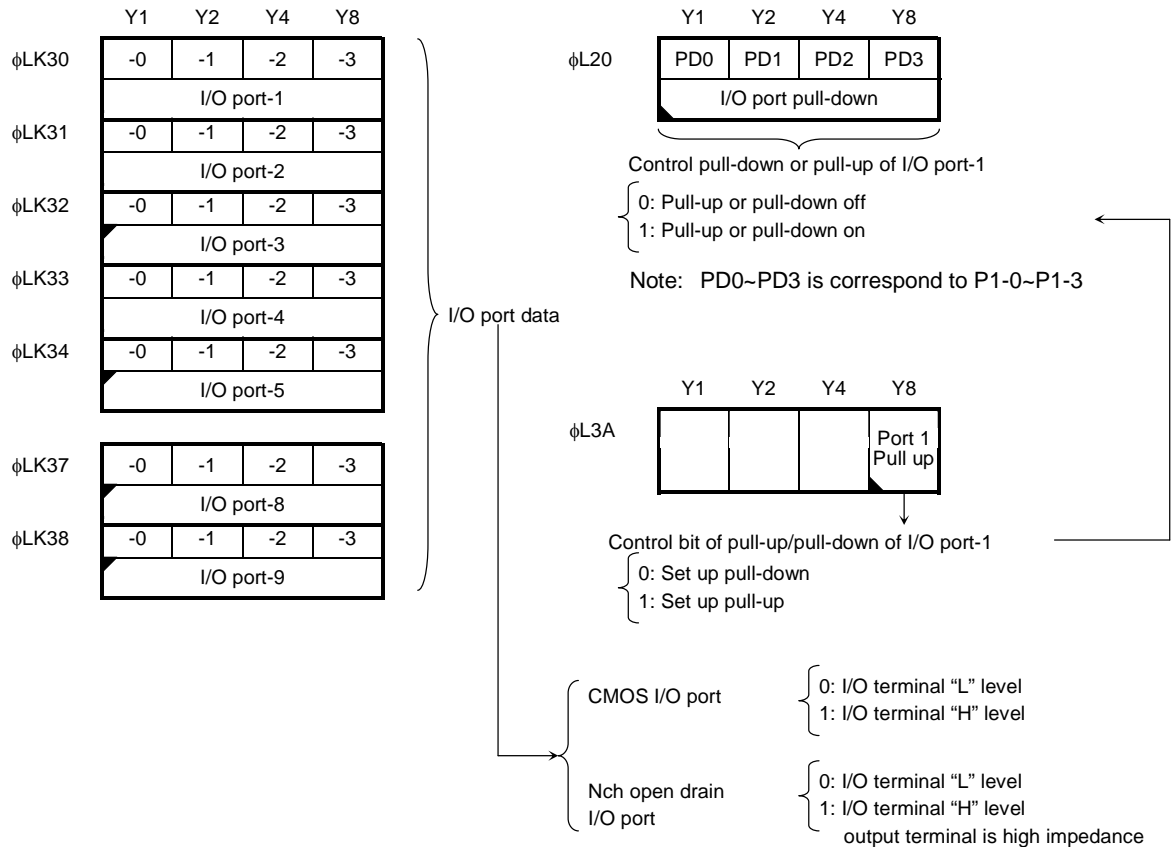 Y1 Y2 Y4 Y8
ϕLK30 -0 -1 -2 -3
I/O port-1
ϕLK31 -0 -1 -2 -3
I/O port-2
ϕLK32 -0 -1 -2 -3
I/O port-3
ϕLK33 -0 -1 -2 -3
I/O port-4
ϕLK34 -0 -1 -2 -3
I/O port-5
ϕLK37 -0 -1 -2 -3
I/O port-8
ϕLK38 -0 -1 -2 -3
I/O port-9
I/O port data
Y1 Y2 Y4 Y8
ϕL20 PD0 PD1 PD2 PD3
I/O port pull-down
Control pull-down or pull-up of I/O port-1
0: Pull-up or pull-down off
1: Pull-up or pull-down on
Note: PD0~PD3 is correspond to P1-0~P1-3
Y1 Y2 Y4 Y8
ϕL3A Port 1
Pull up
Control bit of pull-up/pull-down of I/O port-1
0: Set up pull-down
1: Set up pull-up
CMOS I/O port
0: I/O terminal “L” level
1: I/O terminal “H” level
Nch open drain
I/O port
0: I/O terminal “L” level
1: I/O terminal “H” level
output terminal is high impedance